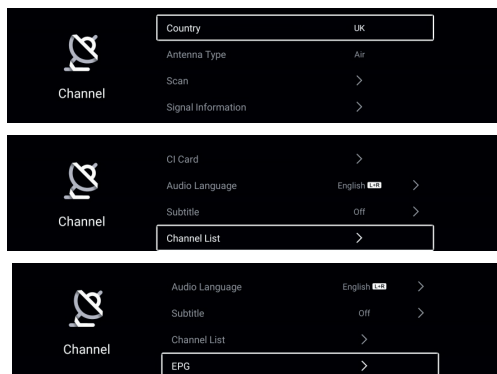 Country UK
Antenna Type Air
Scan
Channel
Signal Information
CI Card
Audio Language English L+R
Subtitle Off
Channel
Channel List
Audio Language English L+R
Subtitle Off
Channel List
Channel
EPG